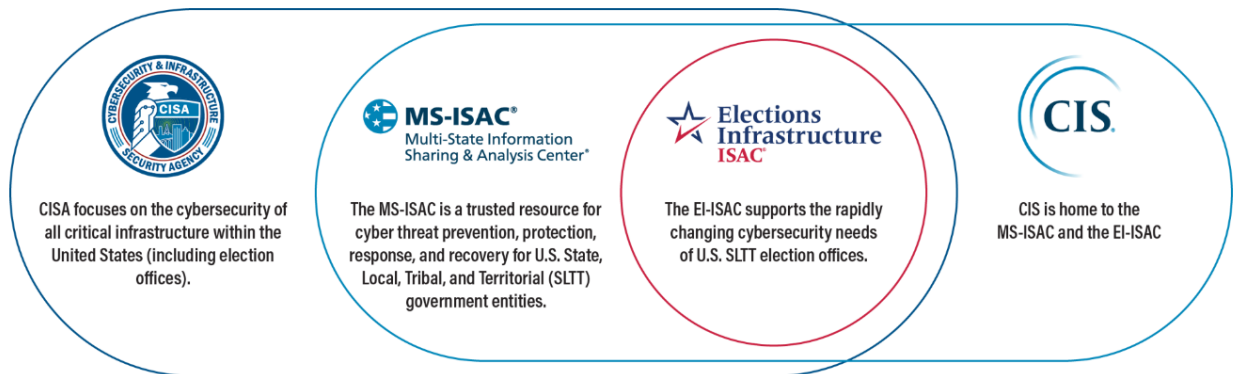 CYBERSECURITY & INFRASTRUCTURE
CISA
SECURITY AGENCY
CISA focuses on the cybersecurity of
all critical infrastructure within the
United States (including election
offices).
MS-ISAC®
Multi-State Information
Sharing & Analysis Center®
The MS-ISAC is a trusted resource for
cyber threat prevention, protection,
response, and recovery for U.S. State,
Local, Tribal, and Territorial (SLTT)
government entities.
Elections
Infrastructure
ISAC®
The EI-ISAC supports the rapidly
changing cybersecurity needs
of U.S. SLTT election offices.
CIS®
CIS is home to the
MS-ISAC and the EI-ISAC